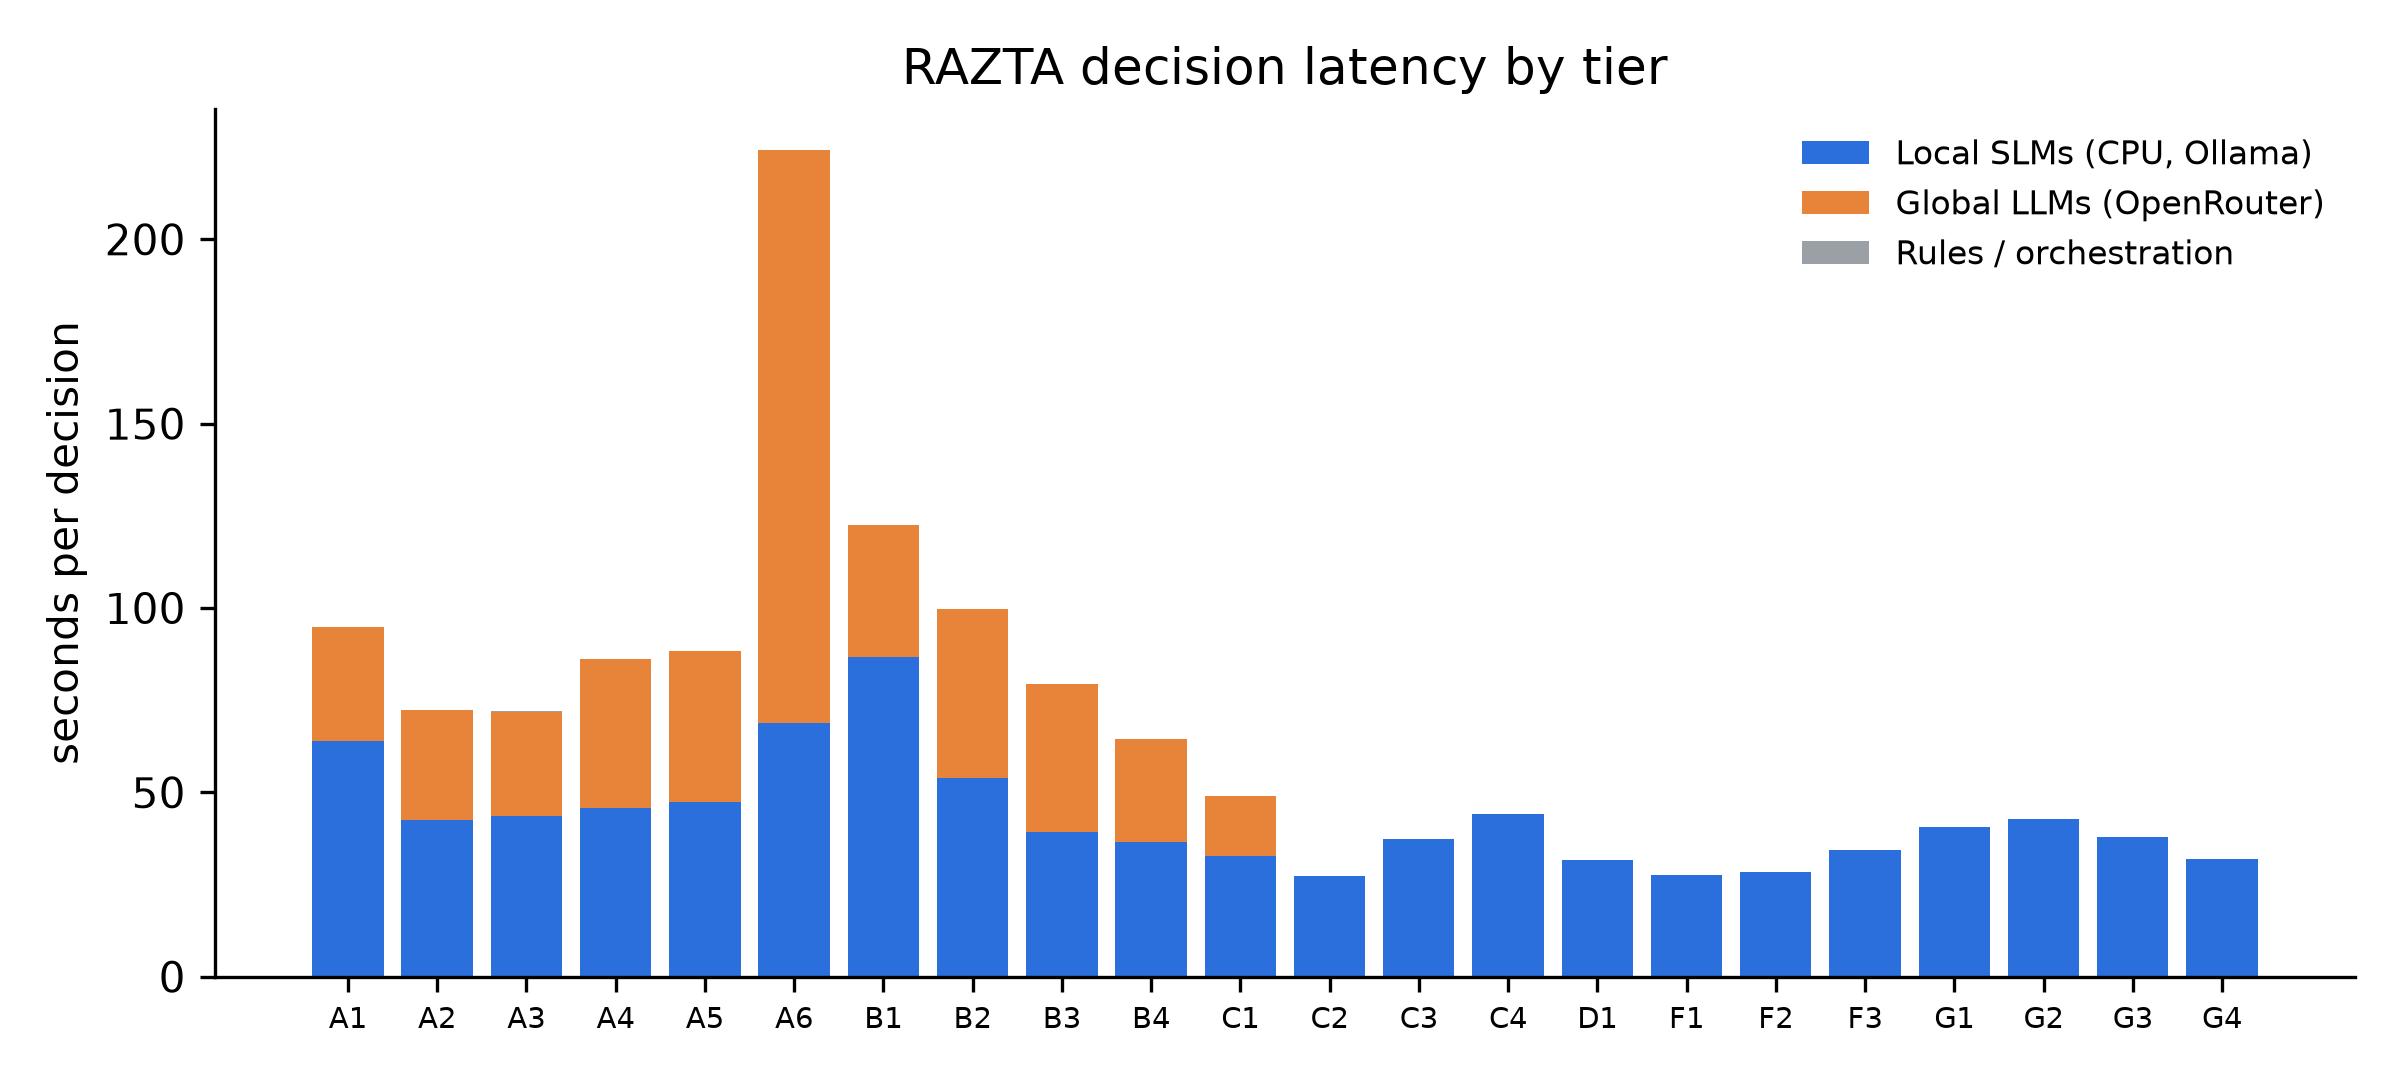 RAZTA decision latency by tier
Local SLMs (CPU, Ollama)
Global LLMs (OpenRouter)
Rules / orchestration
seconds per decision
200
150
100
50
0
A1 A2 A3 A4 A5 A6 B1 B2 B3 B4 C1 C2 C3 C4 D1 F1 F2 F3 G1 G2 G3 G4